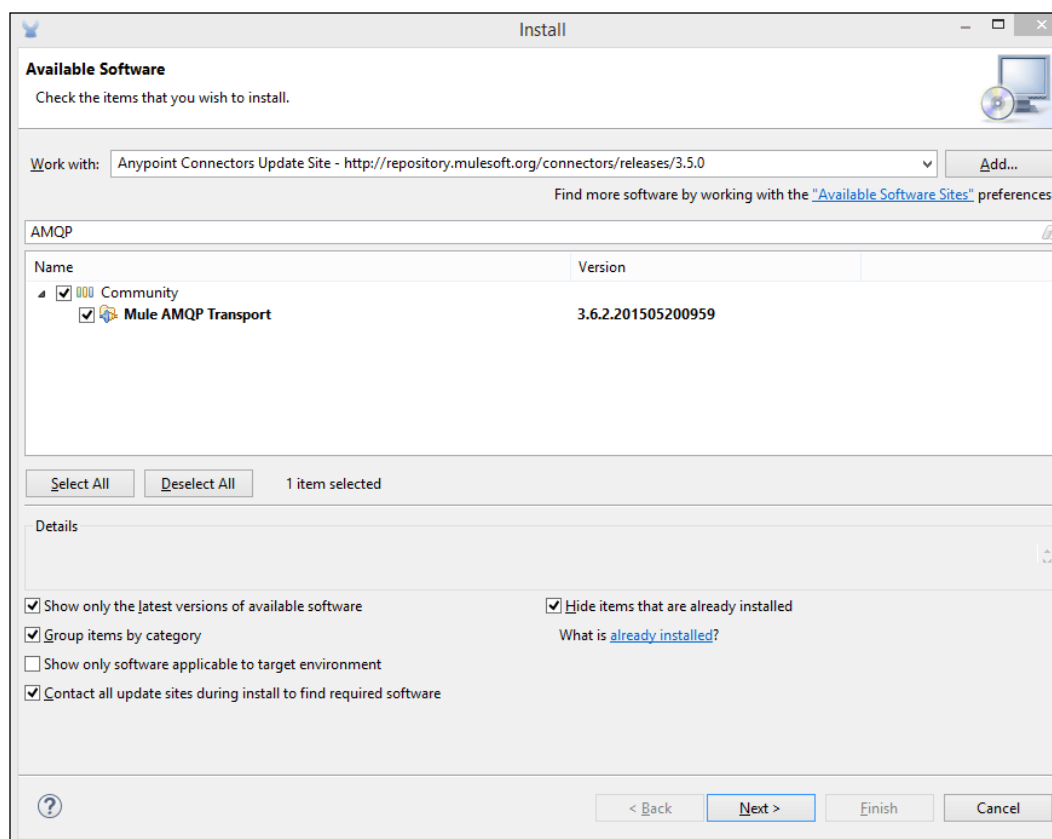 Install
Available Software
Check the items that you wish to install.
Work with: Anypoint Connectors Update Site - http://repository.mulesoft.org/connectors/releases/3.5.0 Add...
Find more software by working with the "Available Software Sites" preferences
AMQP
Name Version
Community
Mule AMQP Transport 3.6.2.201505200959
Select All Deselect All 1 item selected
Details
Show only the latest versions of available software Hide items that are already installed
Group items by category What is already installed?
Show only software applicable to target environment
Contact all update sites during install to find required software
? < Back Next > Finish Cancel